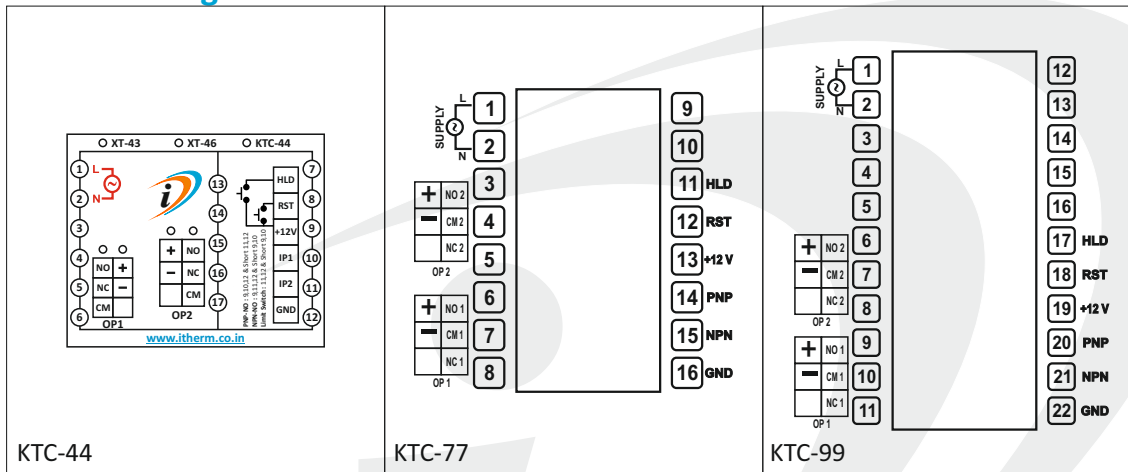 g
XT-43 XT-46 KTC-44
1 L
2 N
3
4
5
6
NO +
NC −
CM
OP1
+ NO
− NC
CM
OP2
13
14
15
16
17
PNP-NO : 9,10,12 & Short 11,12
NPN-NO : 9,11,12 & Short 9,10
Limit Switch : 11,12 & Short 9,10
HLD 7
RST 8
+12V 9
IP1 10
IP2 11
GND 12
www.itherm.co.in
KTC-44
SUPPLY
L 1
N 2
+ NO 2 3
− CM 2 4
NC 2 5
OP 2
+ NO 1 6
− CM 1 7
NC 1 8
OP 1
9
10
11 HLD
12 RST
13 +12 V
14 PNP
15 NPN
16 GND
KTC-77
SUPPLY
L 1
N 2
3
4
5
+ NO 2 6
− CM 2 7
NC 2 8
OP 2
+ NO 1 9
− CM 1 10
NC 1 11
OP 1
12
13
14
15
16
17 HLD
18 RST
19 +12 V
20 PNP
21 NPN
22 GND
KTC-99